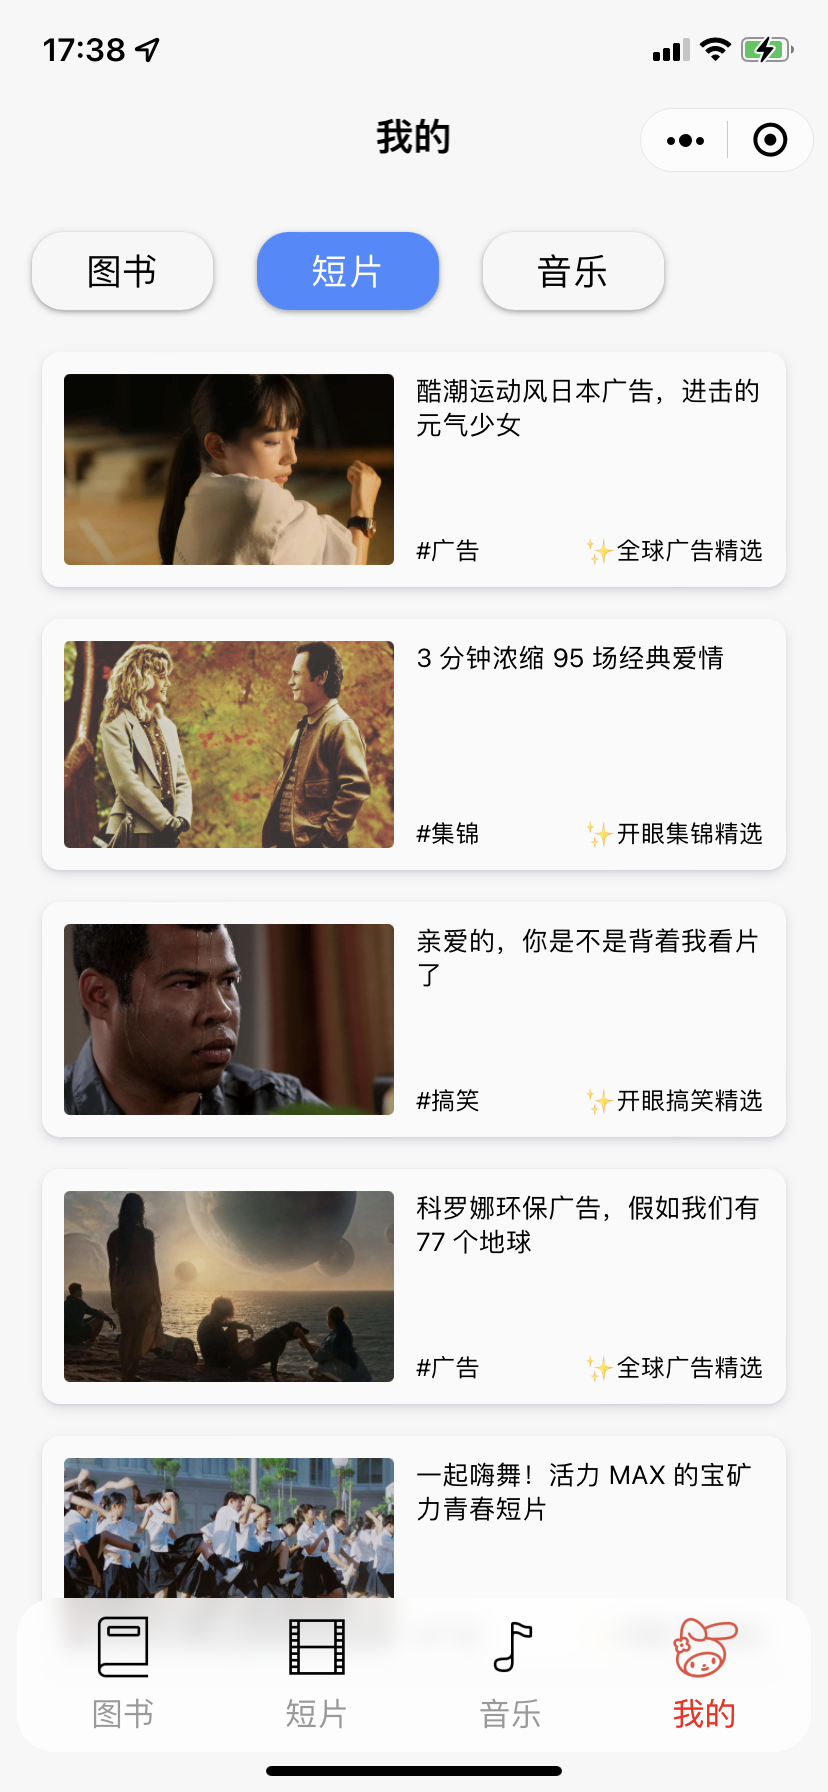 17:38
我的
图书
短片
音乐
酷潮运动风日本广告，进击的
元气少女
#广告
✨全球广告精选
3 分钟浓缩 95 场经典爱情
#集锦
✨开眼集锦精选
亲爱的，你是不是背着我看片
了
#搞笑
✨开眼搞笑精选
科罗娜环保广告，假如我们有
77 个地球
#广告
✨全球广告精选
一起嗨舞！活力 MAX 的宝矿
力青春短片
图书
短片
音乐
我的